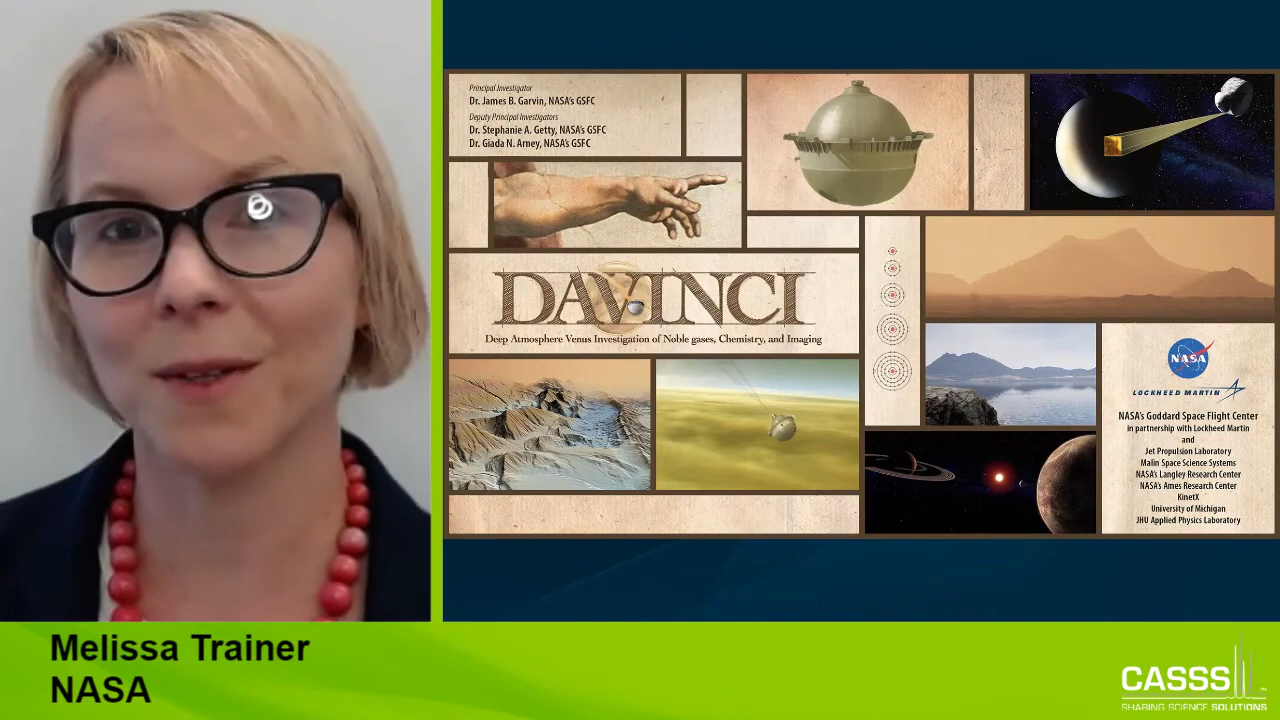 Principal Investigator
Dr. James B. Garvin, NASA's GSFC
Deputy Principal Investigators
Dr. Stephanie A. Getty, NASA's GSFC
Dr. Giada N. Arney, NASA's GSFC
DAVINCI
Deep Atmosphere Venus Investigation of Noble gases, Chemistry, and Imaging
NASA
LOCKHEED MARTIN
NASA's Goddard Space Flight Center
in partnership with Lockheed Martin
and
Jet Propulsion Laboratory
Malin Space Science Systems
NASA's Langley Research Center
NASA's Ames Research Center
KinetX
University of Michigan
JHU Applied Physics Laboratory
Melissa Trainer
NASA
CASSS
SHARING SCIENCE SOLUTIONS